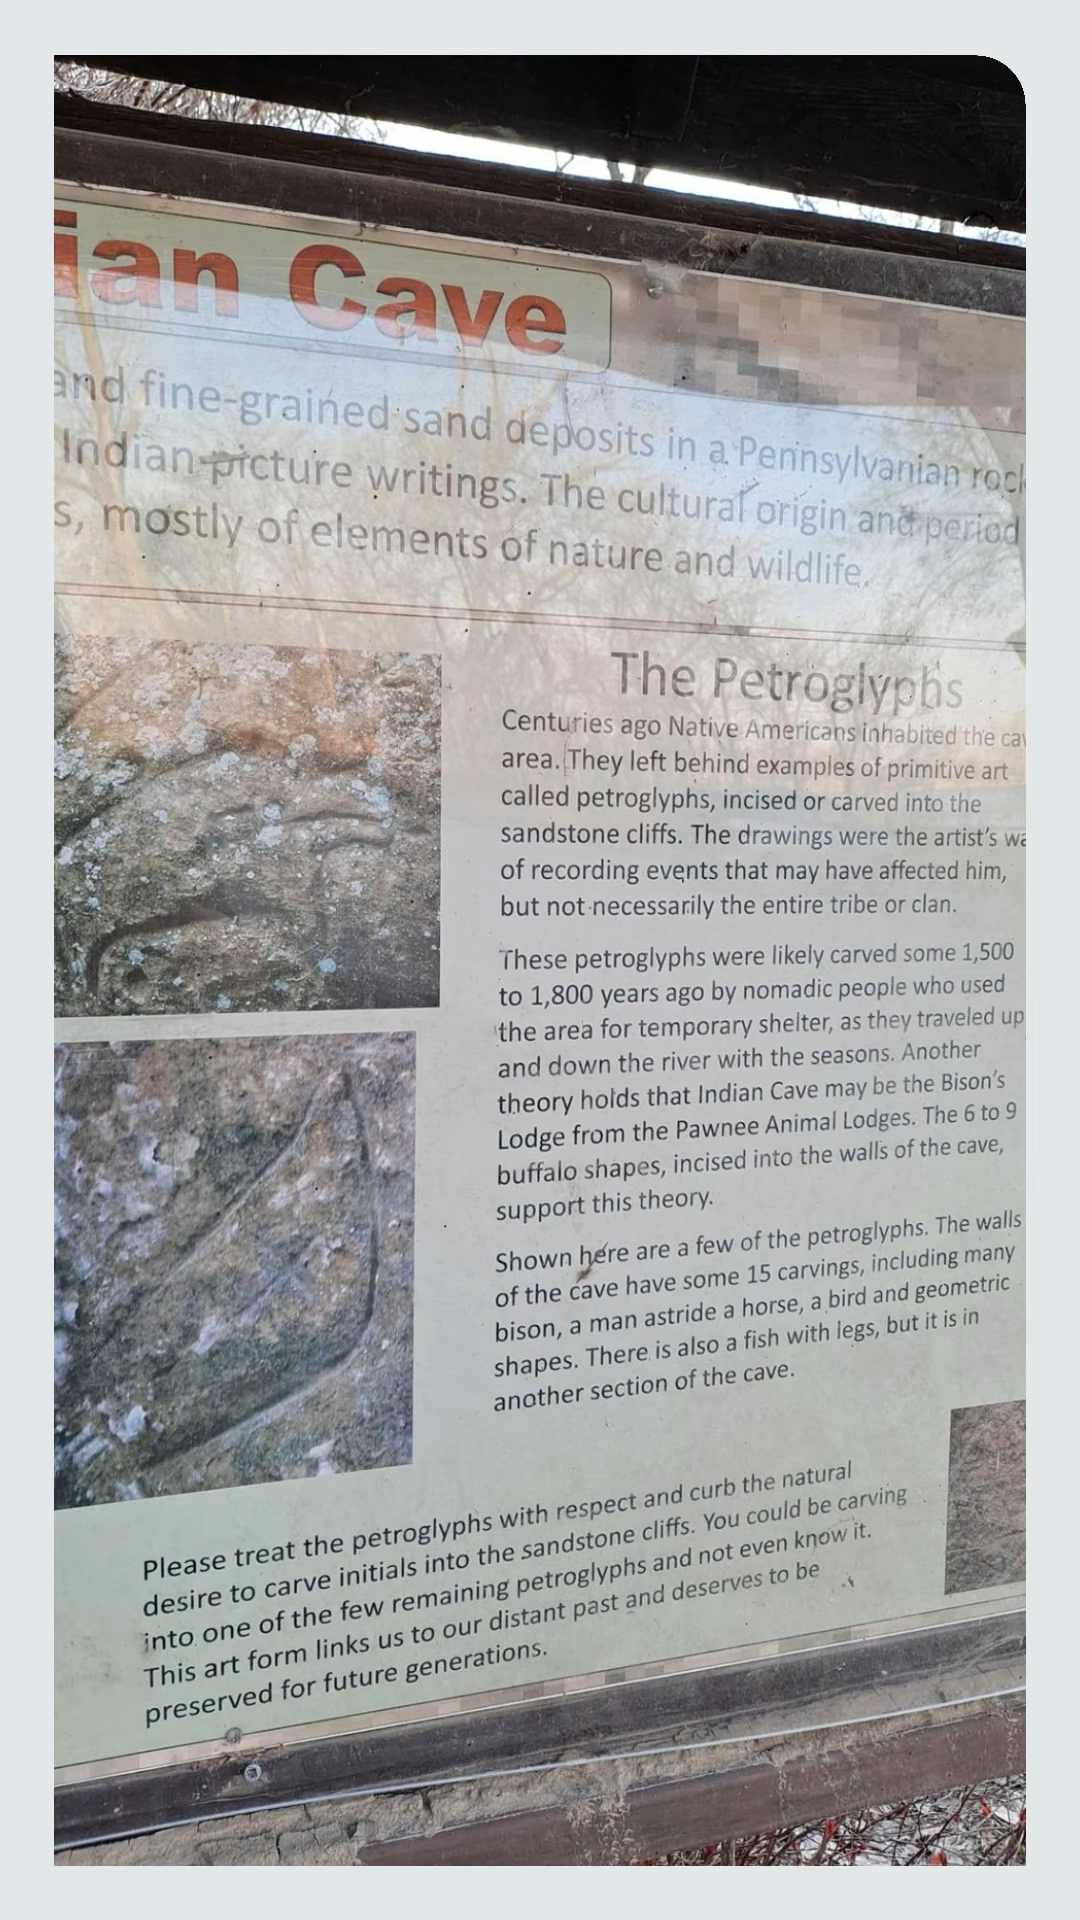 ian Cave
and fine-grained sand deposits in a Pennsylvanian rock
Indian picture writings. The cultural origin and period
s, mostly of elements of nature and wildlife.
The Petroglyphs
Centuries ago Native Americans inhabited the cav
area. They left behind examples of primitive art
called petroglyphs, incised or carved into the
sandstone cliffs. The drawings were the artist's wa
of recording events that may have affected him,
but not necessarily the entire tribe or clan.
These petroglyphs were likely carved some 1,500
to 1,800 years ago by nomadic people who used
the area for temporary shelter, as they traveled up
and down the river with the seasons. Another
theory holds that Indian Cave may be the Bison's
Lodge from the Pawnee Animal Lodges. The 6 to 9
buffalo shapes, incised into the walls of the cave,
support this theory.
Shown here are a few of the petroglyphs. The walls
of the cave have some 15 carvings, including many
bison, a man astride a horse, a bird and geometric
shapes. There is also a fish with legs, but it is in
another section of the cave.
Please treat the petroglyphs with respect and curb the natural
desire to carve initials into the sandstone cliffs. You could be carving
into one of the few remaining petroglyphs and not even know it.
This art form links us to our distant past and deserves to be
preserved for future generations.